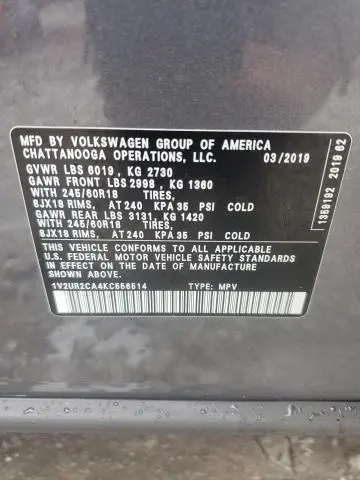 MFD BY VOLKSWAGEN GROUP OF AMERICA
CHATTANOOGA OPERATIONS, LLC. 03/2019
GVWR LBS 6019, KG 2730
GAWR FRONT LBS 2998, KG 1360
WITH 245/60R18 TIRES,
8JX18 RIMS, AT 240 KPA 35 PSI COLD
GAWR REAR LBS 3131, KG 1420
WITH 245/60R18 TIRES,
8JX18 RIMS, AT 240 KPA 35 PSI COLD
THIS VEHICLE CONFORMS TO ALL APPLICABLE
U.S. FEDERAL MOTOR VEHICLE SAFETY STANDARDS
IN EFFECT ON THE DATE OF MANUFACTURE
SHOWN ABOVE
1V2UR2CA4KC556514 TYPE: MPV
1359192 2019 62